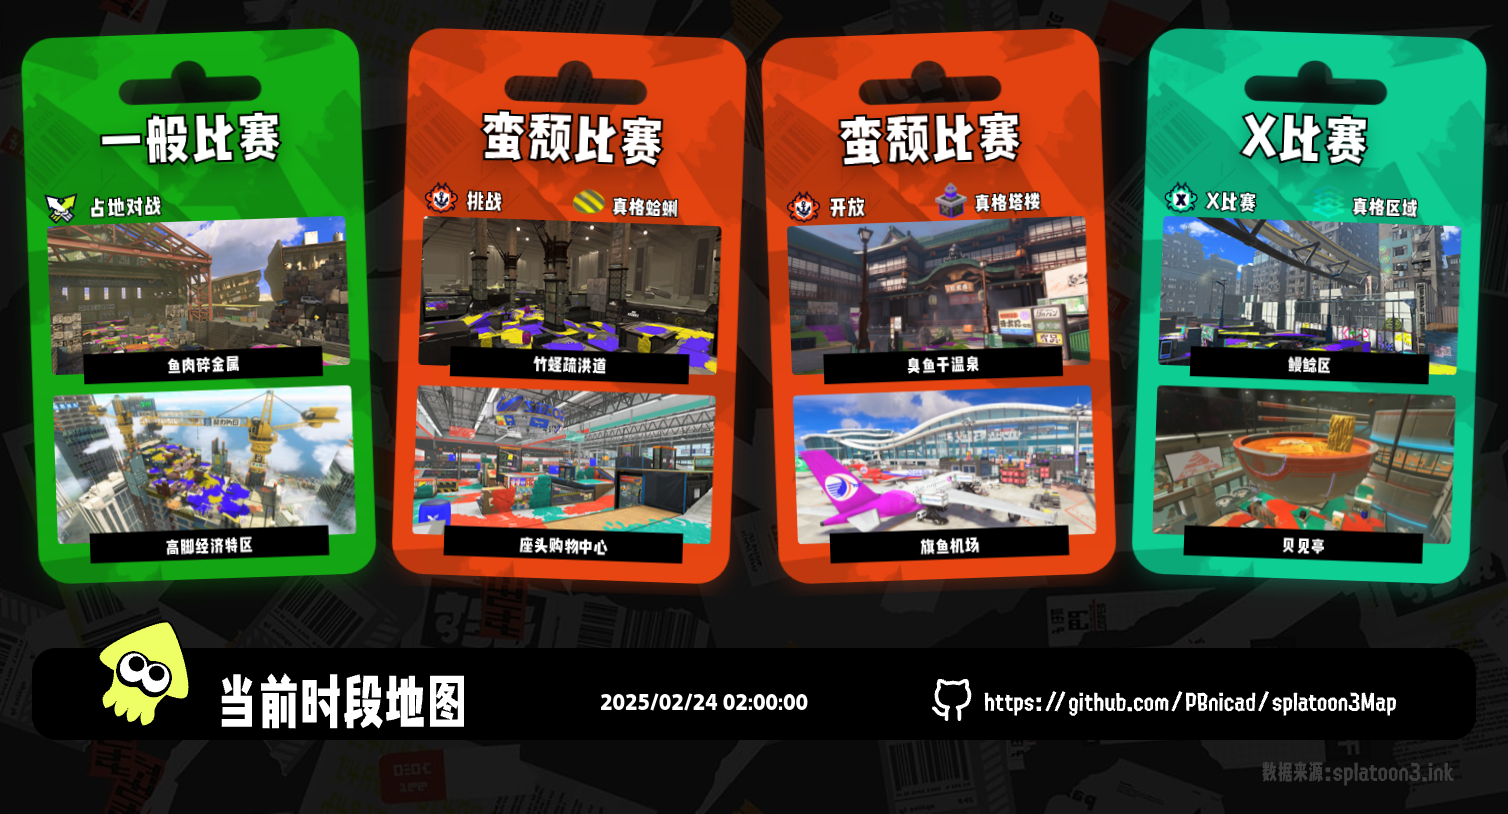 一般比赛
占地对战
鱼肉碎金属
高脚经济特区
蛮颓比赛
挑战
真格蛤蜊
竹蛏疏洪道
座头购物中心
蛮颓比赛
开放
真格塔楼
臭鱼干温泉
旗鱼机场
X比赛
X比赛
真格区域
鳗鲶区
贝见亭
当前时段地图
2025/02/24 02:00:00
https://github.com/PBnicad/splatoon3Map
数据来源:splatoon3.ink